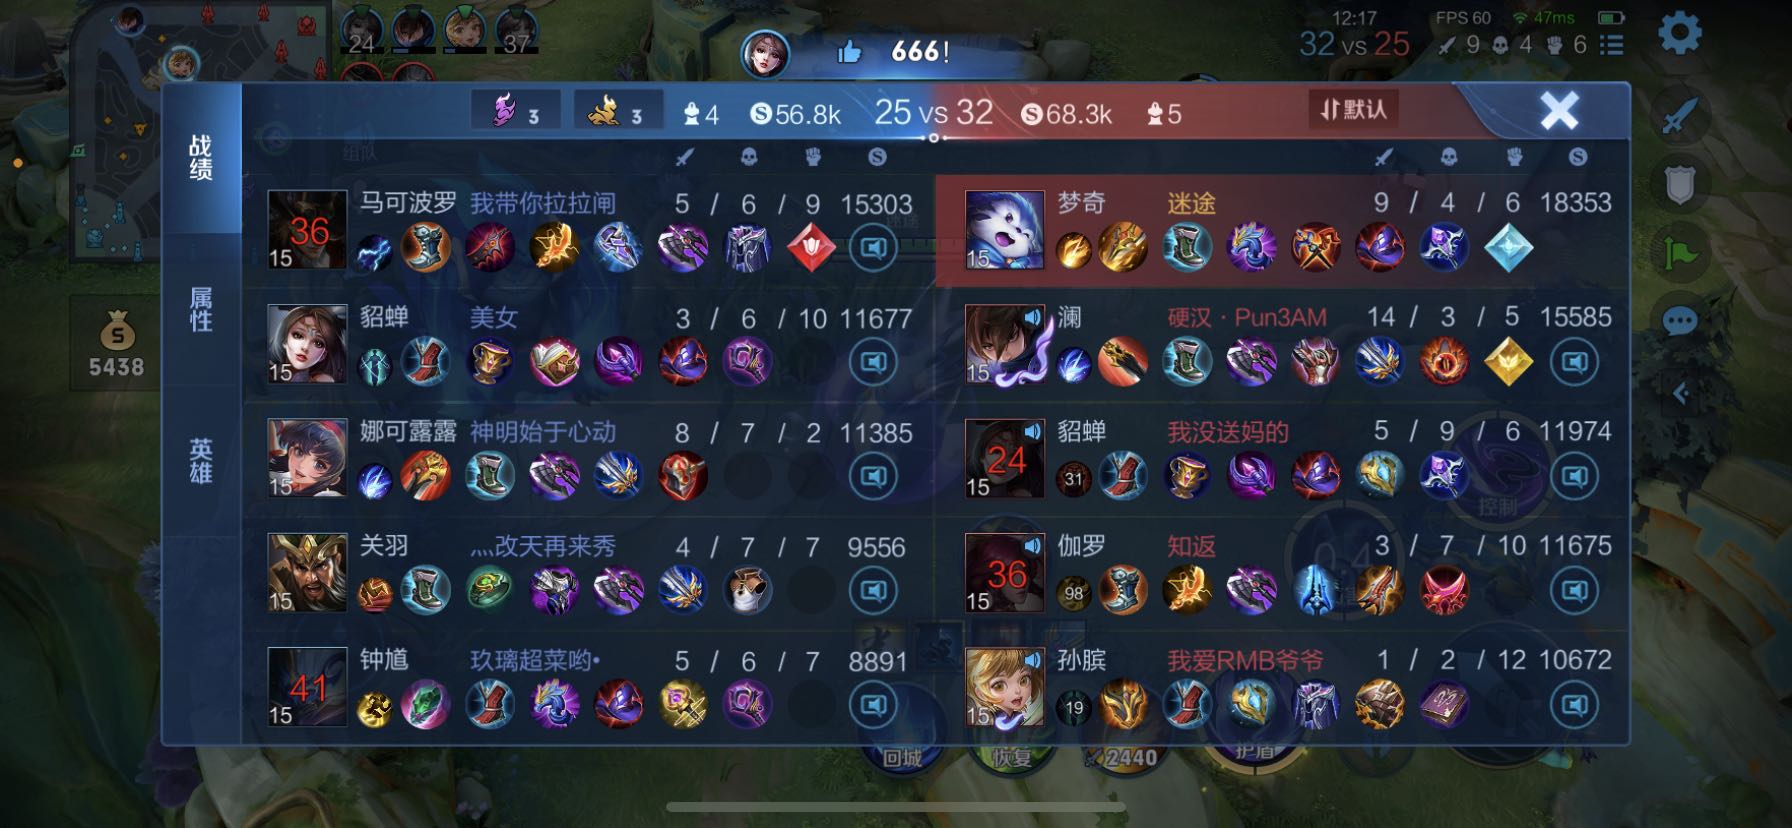 12:17 FPS 60 47ms
32 vs 25 9 4 6
24 37
666!
3 3 4 56.8k 25 vs 32 68.3k 5 默认
战绩
属性
英雄
5438
36 15 马可波罗 我带你拉拉闸 5 / 6 / 9 15303
15 梦奇 迷途 9 / 4 / 6 18353
15 貂蝉 美女 3 / 6 / 10 11677
15 澜 硬汉·Pun3AM 14 / 3 / 5 15585
15 娜可露露 神明始于心动 8 / 7 / 2 11385
24 15 貂蝉 我没送妈的 5 / 9 / 6 11974
31
控制
15 关羽 灬改天再来秀 4 / 7 / 7 9556
36 15 伽罗 知返 3 / 7 / 10 11675
98
0.4
41 15 钟馗 玖璃超菜哟• 5 / 6 / 7 8891
15 孙膑 我爱RMB爷爷 1 / 2 / 12 10672
19
回城 恢复 2440 护盾